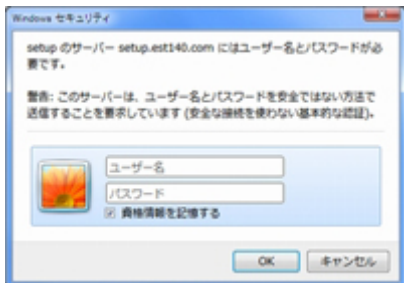 Windows セキュリティ
setup のサーバー setup.est140.com にはユーザー名とパスワードが必
要です。
警告: このサーバーは、ユーザー名とパスワードを安全ではない方法で
送信することを要求しています (安全な接続を使わない基本的な認証)。
ユーザー名
パスワード
資格情報を記憶する
OK
キャンセル